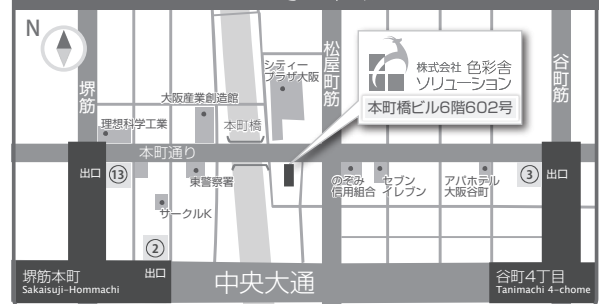 N
堺筋
松屋町筋
谷町筋
シティー
プラザ大阪
株式会社 色彩舎
ソリューション
本町橋ビル6階602号
大阪産業創造館
理想科学工業
本町橋
本町通り
出口 ⑬
東警察署
のぞみ
信用組合
セブン
イレブン
アパホテル
大阪谷町
③ 出口
サークルK
②
出口
堺筋本町
Sakaisuji-Hommachi
中央大通
谷町4丁目
Tanimachi 4-chome